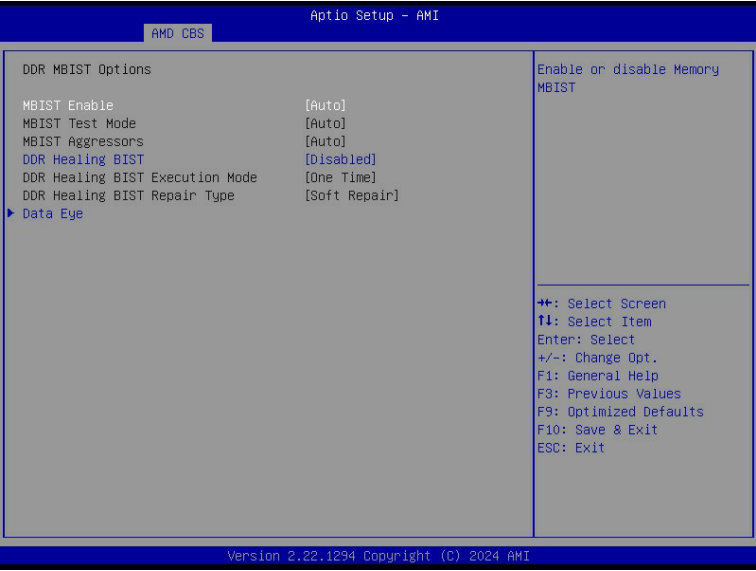 Aptio Setup – AMI
AMD CBS
DDR MBIST Options
MBIST Enable [Auto]
MBIST Test Mode [Auto]
MBIST Aggressors [Auto]
DDR Healing BIST [Disabled]
DDR Healing BIST Execution Mode [One Time]
DDR Healing BIST Repair Type [Soft Repair]
Data Eye
Enable or disable Memory
MBIST
→←: Select Screen
↑↓: Select Item
Enter: Select
+/-: Change Opt.
F1: General Help
F3: Previous Values
F9: Optimized Defaults
F10: Save & Exit
ESC: Exit
Version 2.22.1294 Copyright (C) 2024 AMI